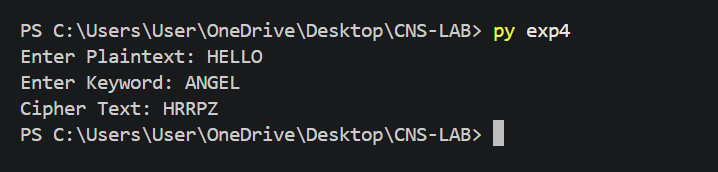 PS C:\Users\User\OneDrive\Desktop\CNS-LAB> py exp4
Enter Plaintext: HELLO
Enter Keyword: ANGEL
Cipher Text: HRRPZ
PS C:\Users\User\OneDrive\Desktop\CNS-LAB>